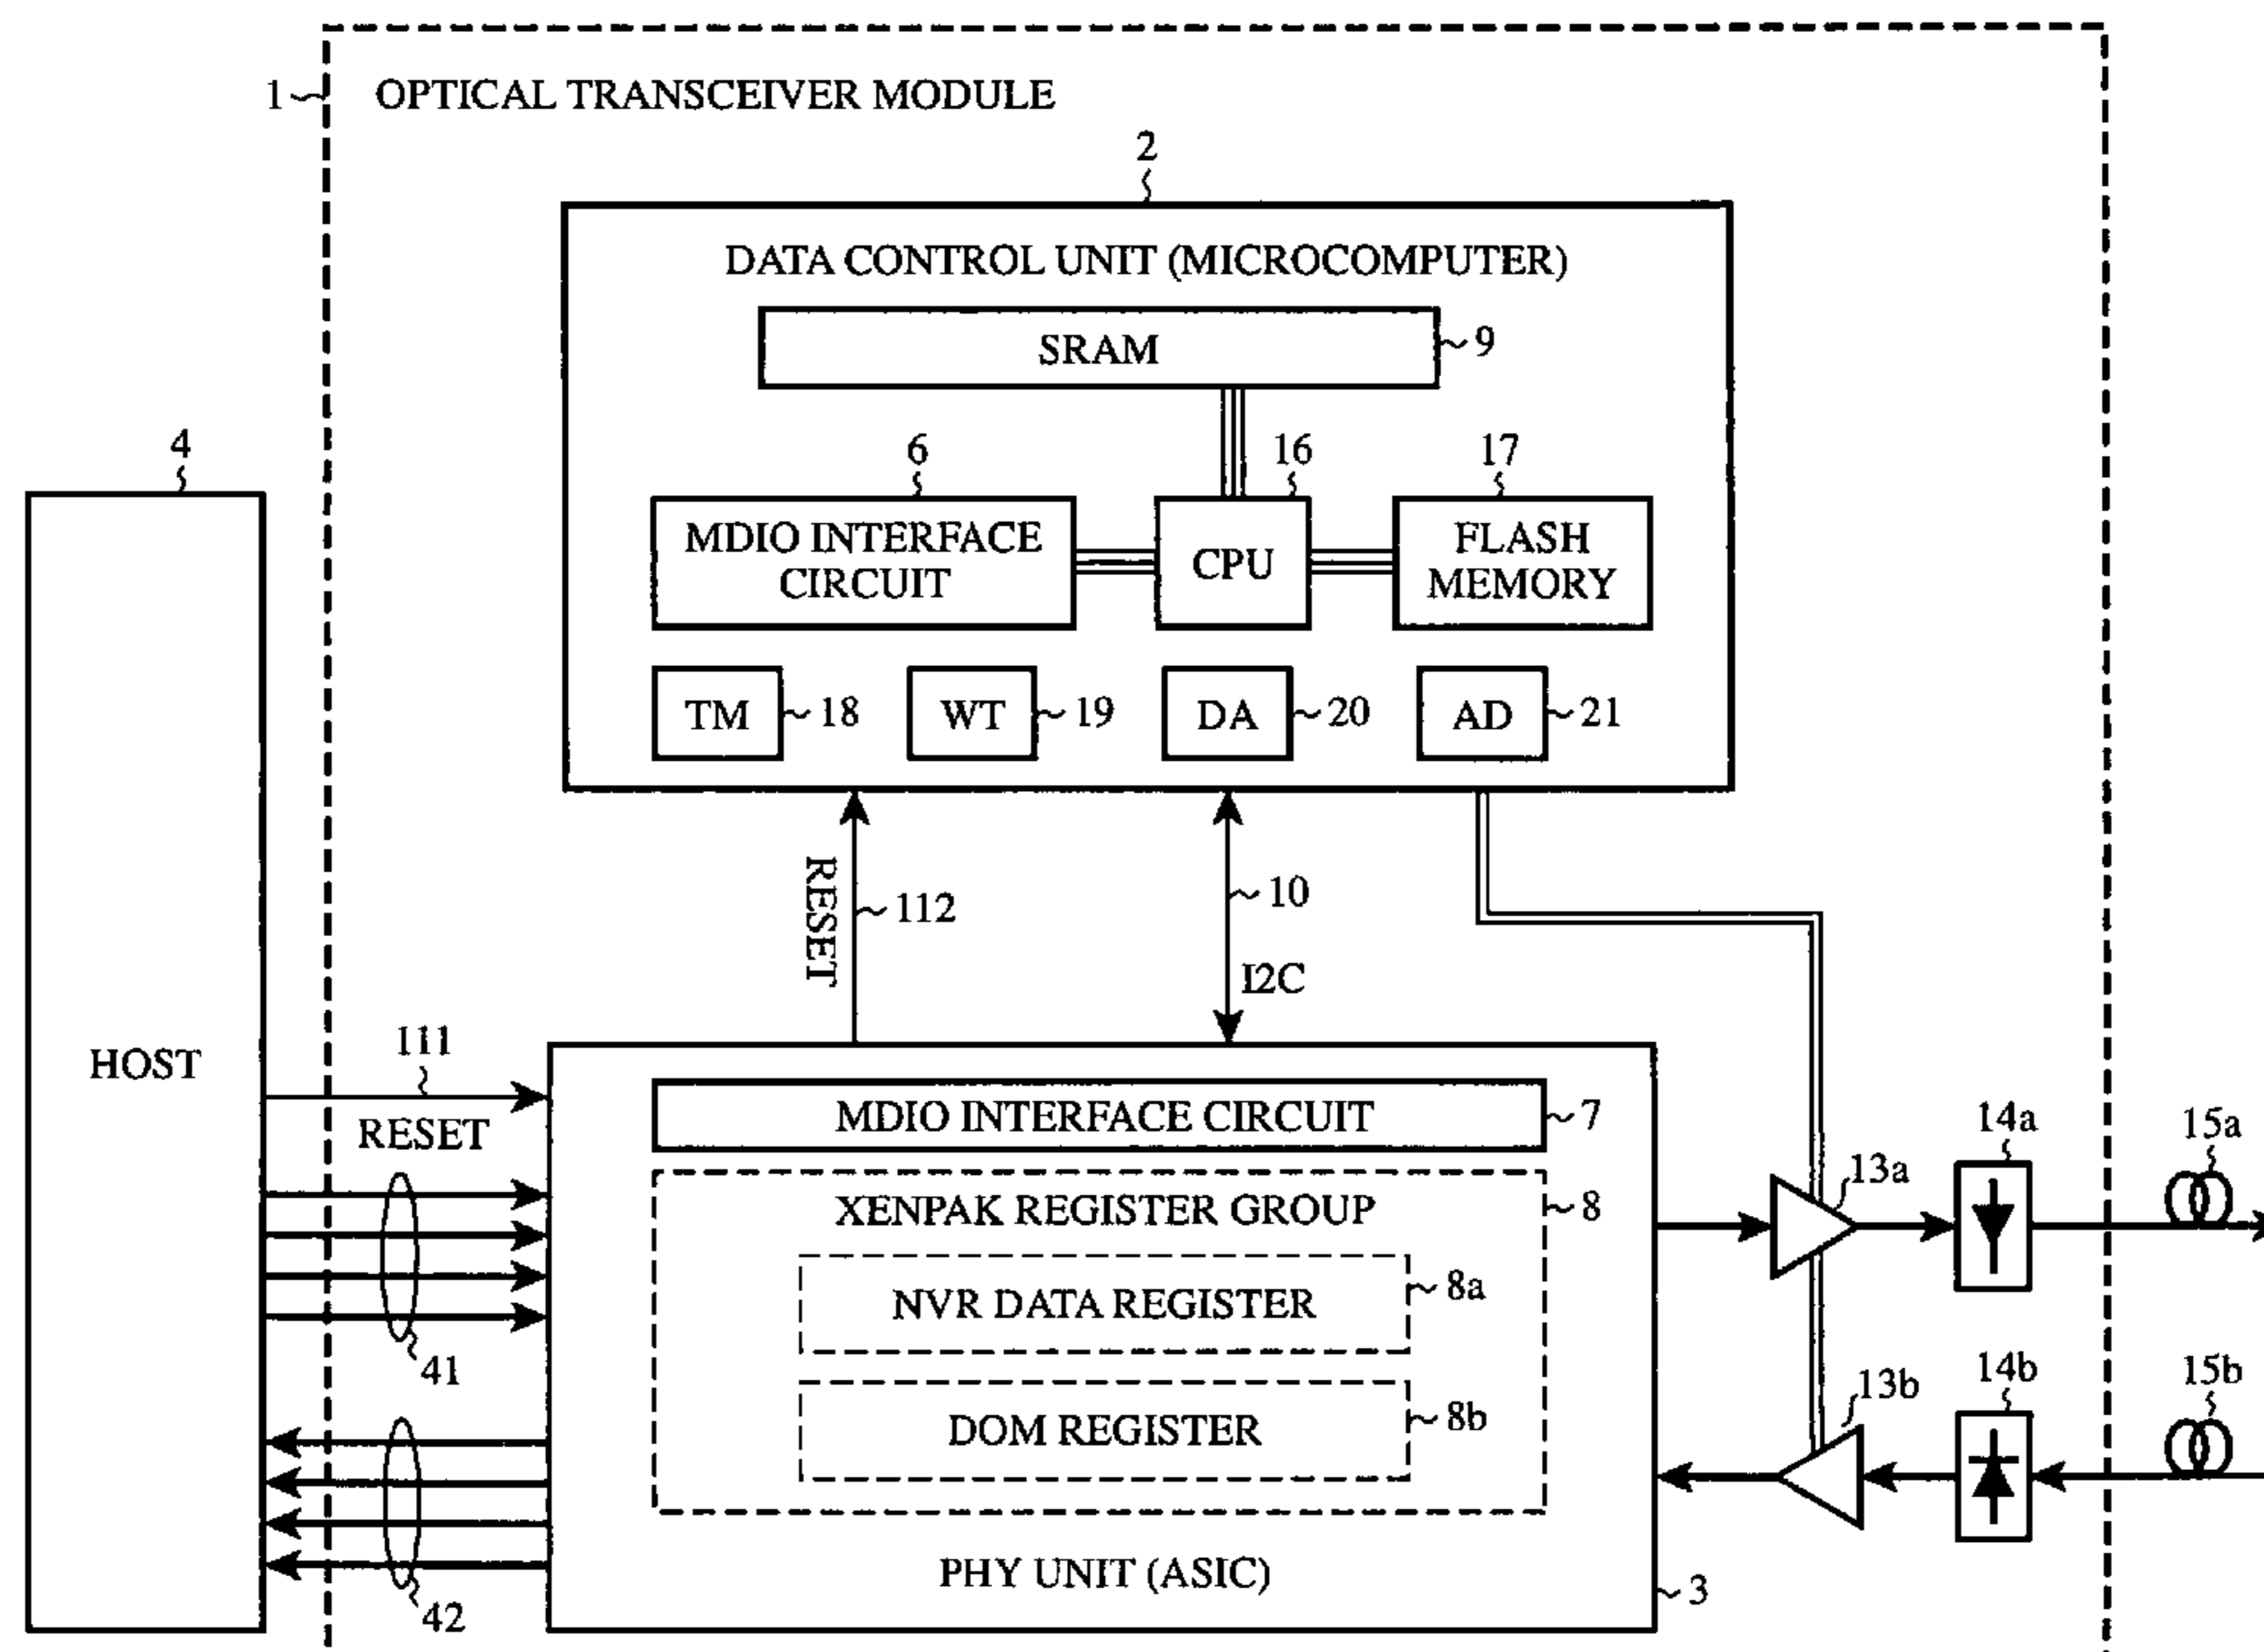 1
OPTICAL TRANSCEIVER MODULE
2
DATA CONTROL UNIT (MICROCOMPUTER)
SRAM
9
4
6
16
17
MDIO INTERFACE
CIRCUIT
CPU
FLASH
MEMORY
TM
18
WT
19
DA
20
AD
21
RESET
112
10
I2C
HOST
111
RESET
MDIO INTERFACE CIRCUIT
7
XENPAK REGISTER GROUP
8
NVR DATA REGISTER
8a
DOM REGISTER
8b
PHY UNIT (ASIC)
3
41
42
13a
14a
15a
13b
14b
15b